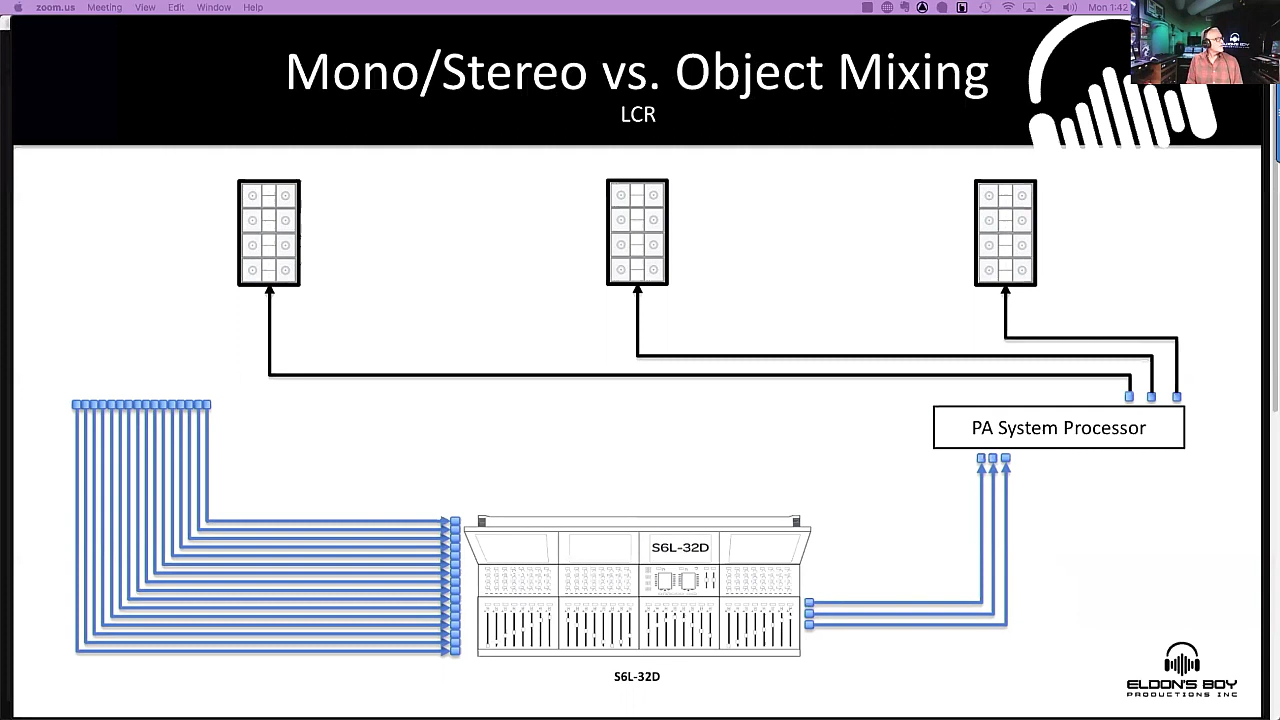 zoom.us Meeting View Edit Window Help Mon 1:42
Mono/Stereo vs. Object Mixing
LCR
PA System Processor
S6L-32D
S6L-32D
ELDON'S BOY
PRODUCTIONS INC